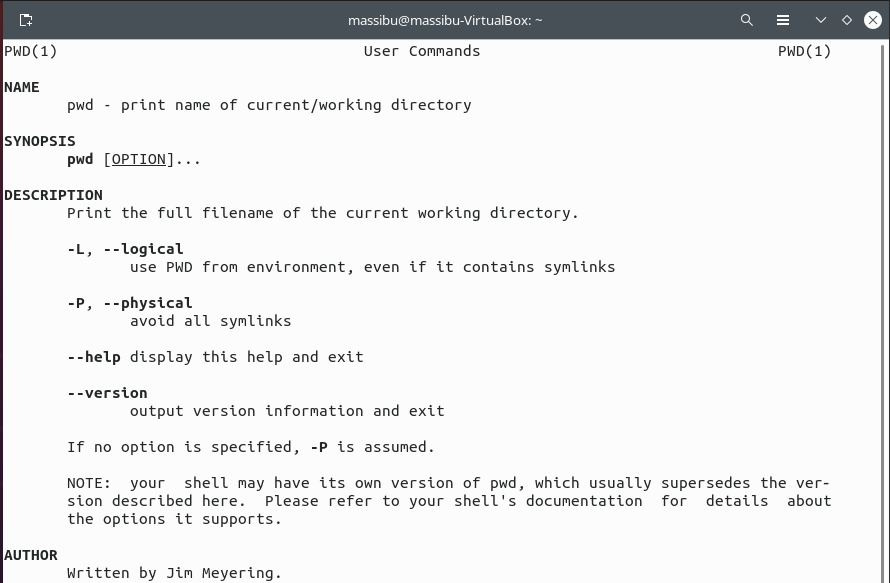 massibu@massibu-VirtualBox: ~
PWD(1) User Commands PWD(1)
NAME
pwd - print name of current/working directory
SYNOPSIS
pwd [OPTION]...
DESCRIPTION
Print the full filename of the current working directory.
-L, --logical
use PWD from environment, even if it contains symlinks
-P, --physical
avoid all symlinks
--help display this help and exit
--version
output version information and exit
If no option is specified, -P is assumed.
NOTE: your shell may have its own version of pwd, which usually supersedes the ver-
sion described here. Please refer to your shell's documentation for details about
the options it supports.
AUTHOR
Written by Jim Meyering.